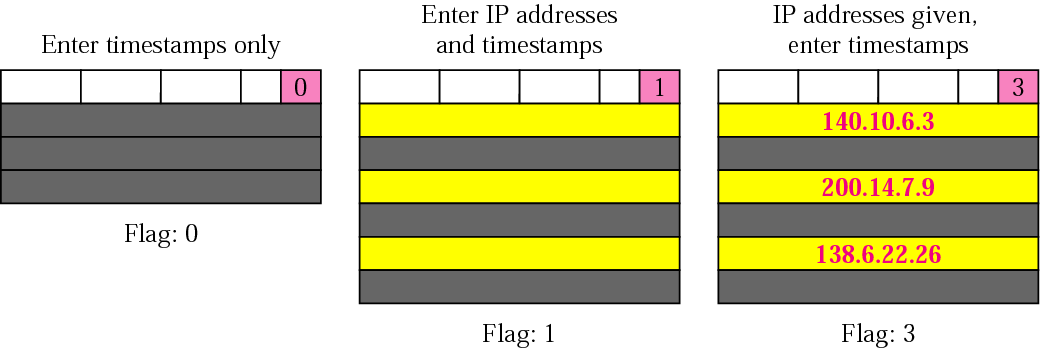 Enter timestamps only
0
Flag: 0
Enter IP addresses
and timestamps
1
Flag: 1
IP addresses given,
enter timestamps
3
140.10.6.3
200.14.7.9
138.6.22.26
Flag: 3